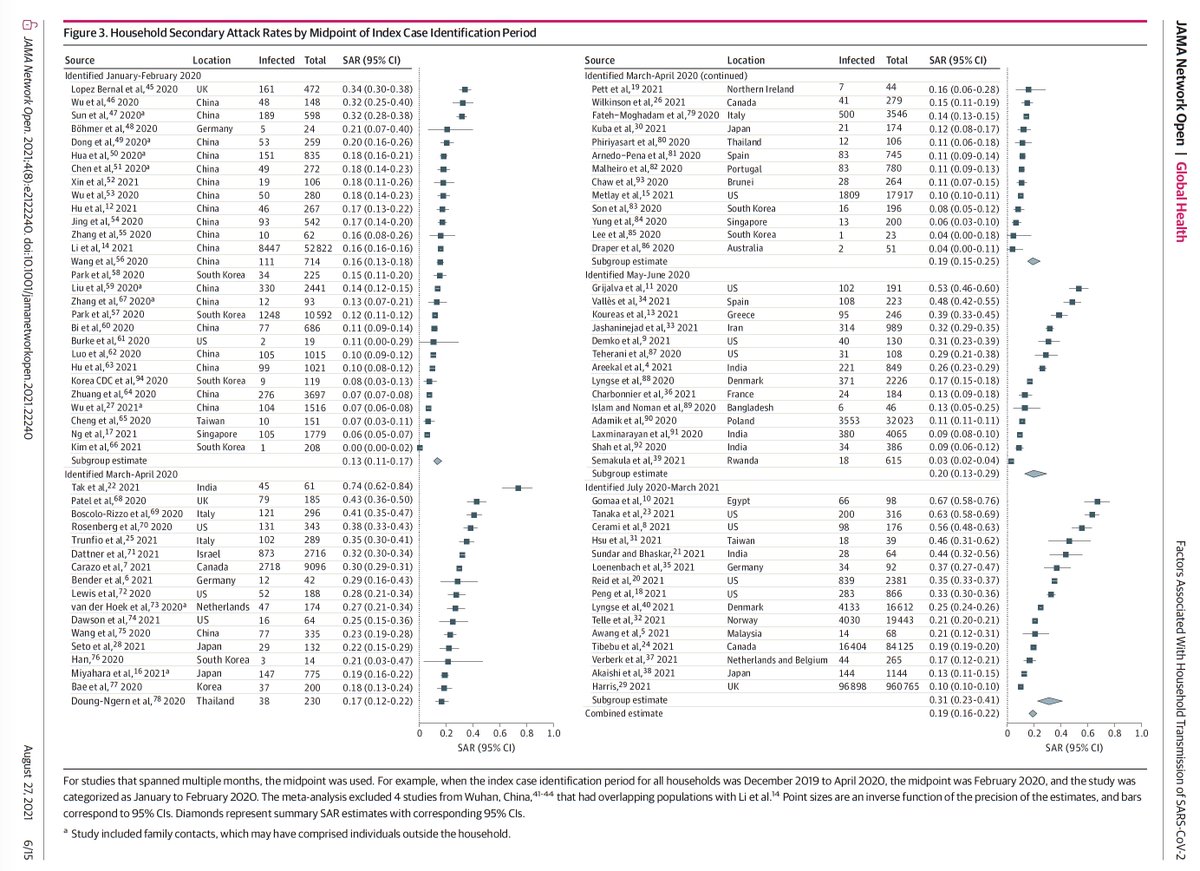 JAMA Network Open | Global Health
Factors Associated With Household Transmission of SARS-CoV-2
Figure 3. Household Secondary Attack Rates by Midpoint of Index Case Identification Period
Source Location Infected Total SAR (95% CI)
Identified January-February 2020
Lopez Bernal et al,45 2020 UK 161 472 0.34 (0.30-0.38)
Wu et al,46 2020 China 48 148 0.32 (0.25-0.40)
Sun et al,47 2020a China 189 598 0.32 (0.28-0.38)
Böhmer et al,48 2020 Germany 5 24 0.21 (0.07-0.40)
Dong et al,49 2020a China 53 259 0.20 (0.16-0.26)
Hua et al,50 2020a China 151 835 0.18 (0.16-0.21)
Chen et al,51 2020a China 49 272 0.18 (0.14-0.23)
Xin et al,52 2021 China 19 106 0.18 (0.11-0.26)
Wu et al,53 2020 China 50 280 0.18 (0.14-0.23)
Hu et al,12 2021 China 46 267 0.17 (0.13-0.22)
Jing et al,54 2020 China 93 542 0.17 (0.14-0.20)
Zhang et al,55 2020 China 10 62 0.16 (0.08-0.26)
Li et al,14 2021 China 8447 52 822 0.16 (0.16-0.16)
Wang et al,56 2020 China 111 714 0.16 (0.13-0.18)
Park et al,58 2020 South Korea 34 225 0.15 (0.11-0.20)
Liu et al,59 2020a China 330 2441 0.14 (0.12-0.15)
Zhang et al,67 2020a China 12 93 0.13 (0.07-0.21)
Park et al,57 2020 South Korea 1248 10 592 0.12 (0.11-0.12)
Bi et al,60 2020 China 77 686 0.11 (0.09-0.14)
Burke et al,61 2020 US 2 19 0.11 (0.00-0.29)
Luo et al,62 2020 China 105 1015 0.10 (0.09-0.12)
Hu et al,63 2021 China 99 1021 0.10 (0.08-0.12)
Korea CDC et al,94 2020 South Korea 9 119 0.08 (0.03-0.13)
Zhuang et al,64 2020 China 276 3697 0.07 (0.07-0.08)
Wu et al,27 2021a China 104 1516 0.07 (0.06-0.08)
Cheng et al,65 2020 Taiwan 10 151 0.07 (0.03-0.11)
Ng et al,17 2021 Singapore 105 1779 0.06 (0.05-0.07)
Kim et al,66 2021 South Korea 1 208 0.00 (0.00-0.02)
Subgroup estimate 0.13 (0.11-0.17)
Identified March-April 2020
Tak et al,22 2021 India 45 61 0.74 (0.62-0.84)
Patel et al,68 2020 UK 79 185 0.43 (0.36-0.50)
Boscolo-Rizzo et al,69 2020 Italy 121 296 0.41 (0.35-0.47)
Rosenberg et al,70 2020 US 131 343 0.38 (0.33-0.43)
Trunfio et al,25 2021 Italy 102 289 0.35 (0.30-0.41)
Dattner et al,71 2021 Israel 873 2716 0.32 (0.30-0.34)
Carazo et al,7 2021 Canada 2718 9096 0.30 (0.29-0.31)
Bender et al,6 2021 Germany 12 42 0.29 (0.16-0.43)
Lewis et al,72 2020 US 52 188 0.28 (0.21-0.34)
van der Hoek et al,73 2020a Netherlands 47 174 0.27 (0.21-0.34)
Dawson et al,74 2021 US 16 64 0.25 (0.15-0.36)
Wang et al,75 2020 China 77 335 0.23 (0.19-0.28)
Seto et al,28 2021 Japan 29 132 0.22 (0.15-0.29)
Han,76 2020 South Korea 3 14 0.21 (0.03-0.47)
Miyahara et al,16 2021a Japan 147 775 0.19 (0.16-0.22)
Bae et al,77 2020 Korea 37 200 0.18 (0.13-0.24)
Doung-Ngern et al,78 2020 Thailand 38 230 0.17 (0.12-0.22)
0 0.2 0.4 0.6 0.8 1.0
SAR (95% CI)
Source Location Infected Total SAR (95% CI)
Identified March-April 2020 (continued)
Pett et al,19 2021 Northern Ireland 7 44 0.16 (0.06-0.28)
Wilkinson et al,26 2021 Canada 41 279 0.15 (0.11-0.19)
Fateh-Moghadam et al,79 2020 Italy 500 3546 0.14 (0.13-0.15)
Kuba et al,30 2021 Japan 21 174 0.12 (0.08-0.17)
Phiriyasart et al,80 2020 Thailand 12 106 0.11 (0.06-0.18)
Arnedo-Pena et al,81 2020 Spain 83 745 0.11 (0.09-0.14)
Malheiro et al,82 2020 Portugal 83 780 0.11 (0.09-0.13)
Chaw et al,93 2020 Brunei 28 264 0.11 (0.07-0.15)
Metlay et al,15 2021 US 1809 17 917 0.10 (0.10-0.11)
Son et al,83 2020 South Korea 16 196 0.08 (0.05-0.12)
Yung et al,84 2020 Singapore 13 200 0.06 (0.03-0.10)
Lee et al,85 2020 South Korea 1 23 0.04 (0.00-0.18)
Draper et al,86 2020 Australia 2 51 0.04 (0.00-0.11)
Subgroup estimate 0.19 (0.15-0.25)
Identified May-June 2020
Grijalva et al,11 2020 US 102 191 0.53 (0.46-0.60)
Vallès et al,34 2021 Spain 108 223 0.48 (0.42-0.55)
Koureas et al,13 2021 Greece 95 246 0.39 (0.33-0.45)
Jashaninejad et al,33 2021 Iran 314 989 0.32 (0.29-0.35)
Demko et al,9 2021 US 40 130 0.31 (0.23-0.39)
Teherani et al,87 2020 US 31 108 0.29 (0.21-0.38)
Areekal et al,4 2021 India 221 849 0.26 (0.23-0.29)
Lyngse et al,88 2020 Denmark 371 2226 0.17 (0.15-0.18)
Charbonnier et al,36 2021 France 24 184 0.13 (0.09-0.18)
Islam and Noman et al,89 2020 Bangladesh 6 46 0.13 (0.05-0.25)
Adamik et al,90 2020 Poland 3553 32 023 0.11 (0.11-0.11)
Laxminarayan et al,91 2020 India 380 4065 0.09 (0.08-0.10)
Shah et al,92 2020 India 34 386 0.09 (0.06-0.12)
Semakula et al,39 2021 Rwanda 18 615 0.03 (0.02-0.04)
Subgroup estimate 0.20 (0.13-0.29)
Identified July 2020-March 2021
Gomaa et al,10 2021 Egypt 66 98 0.67 (0.58-0.76)
Tanaka et al,23 2021 US 200 316 0.63 (0.58-0.69)
Cerami et al,8 2021 US 98 176 0.56 (0.48-0.63)
Hsu et al,31 2021 Taiwan 18 39 0.46 (0.31-0.62)
Sundar and Bhaskar,21 2021 India 28 64 0.44 (0.32-0.56)
Loenenbach et al,35 2021 Germany 34 92 0.37 (0.27-0.47)
Reid et al,20 2021 US 839 2381 0.35 (0.33-0.37)
Peng et al,18 2021 US 283 866 0.33 (0.30-0.36)
Lyngse et al,40 2021 Denmark 4133 16 612 0.25 (0.24-0.26)
Telle et al,32 2021 Norway 4030 19 443 0.21 (0.20-0.21)
Awang et al,5 2021 Malaysia 14 68 0.21 (0.12-0.31)
Tibebu et al,24 2021 Canada 16 404 84 125 0.19 (0.19-0.20)
Verberk et al,37 2021 Netherlands and Belgium 44 265 0.17 (0.12-0.21)
Akaishi et al,38 2021 Japan 144 1144 0.13 (0.11-0.15)
Harris,29 2021 UK 96 898 960 765 0.10 (0.10-0.10)
Subgroup estimate 0.31 (0.23-0.41)
Combined estimate 0.19 (0.16-0.22)
0 0.2 0.4 0.6 0.8 1.0
SAR (95% CI)
For studies that spanned multiple months, the midpoint was used. For example, when the index case identification period for all households was December 2019 to April 2020, the midpoint was February 2020, and the study was
categorized as January to February 2020. The meta-analysis excluded 4 studies from Wuhan, China,41-44 that had overlapping populations with Li et al.14 Point sizes are an inverse function of the precision of the estimates, and bars
correspond to 95% CIs. Diamonds represent summary SAR estimates with corresponding 95% CIs.
a Study included family contacts, which may have comprised individuals outside the household.
JAMA Network Open. 2021;4(8):e2122240. doi:10.1001/jamanetworkopen.2021.22240
August 27, 2021 6/15